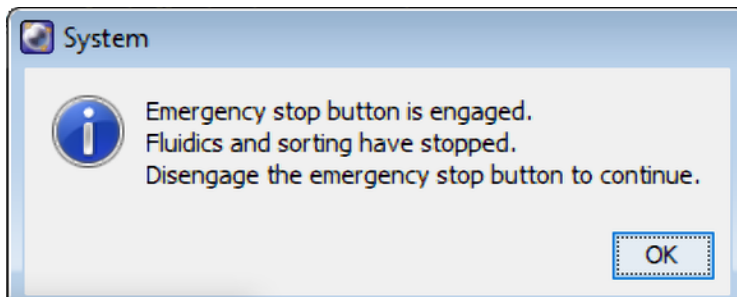 System
Emergency stop button is engaged.
Fluidics and sorting have stopped.
Disengage the emergency stop button to continue.
OK